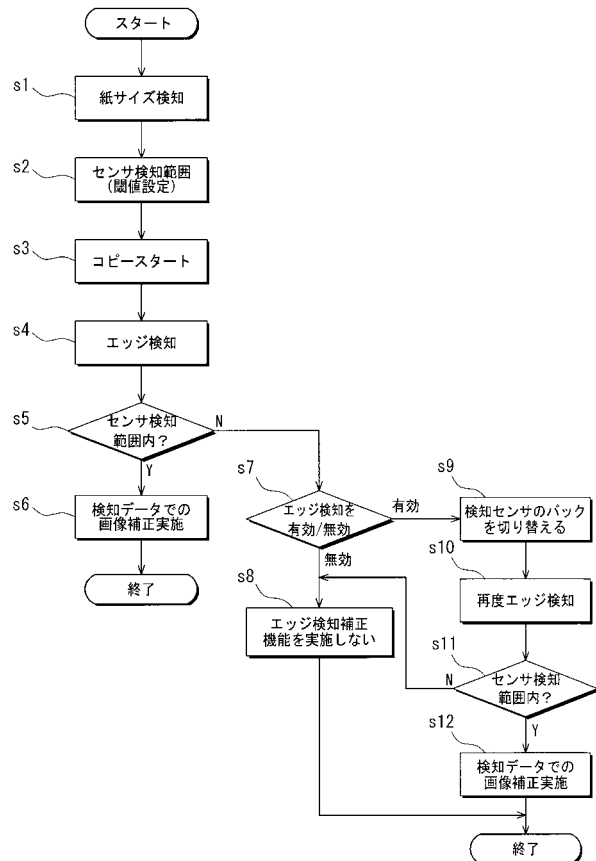 スタート
s1
紙サイズ検知
s2
センサ検知範囲
(閾値設定)
s3
コピースタート
s4
エッジ検知
s5
センサ検知
範囲内?
N
Y
s6
検知データでの
画像補正実施
終了
s7
エッジ検知を
有効/無効
有効
無効
s8
エッジ検知補正
機能を実施しない
s9
検知センサのバック
を切り替える
s10
再度エッジ検知
s11
センサ検知
範囲内?
N
Y
s12
検知データでの
画像補正実施
終了